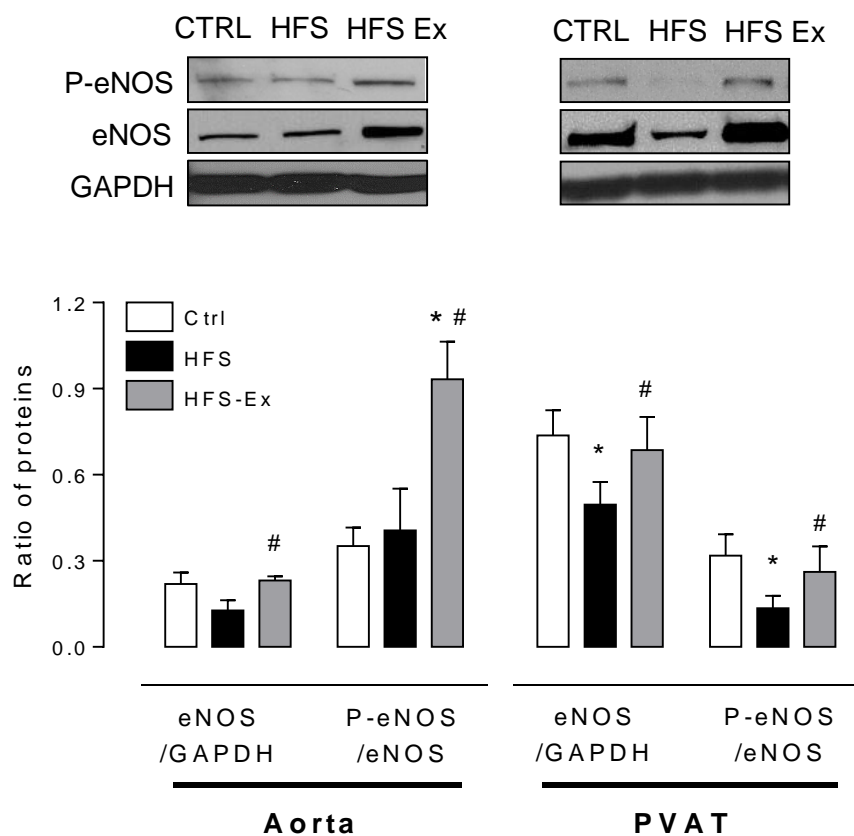 CTRL HFS HFS Ex
CTRL HFS HFS Ex
P-eNOS
eNOS
GAPDH
1.2
0.9
0.6
0.3
0.0
Ratio of proteins
Ctrl
HFS
HFS-Ex
#
* #
*
#
*
#
eNOS
/GAPDH
P-eNOS
/eNOS
eNOS
/GAPDH
P-eNOS
/eNOS
Aorta
PVAT